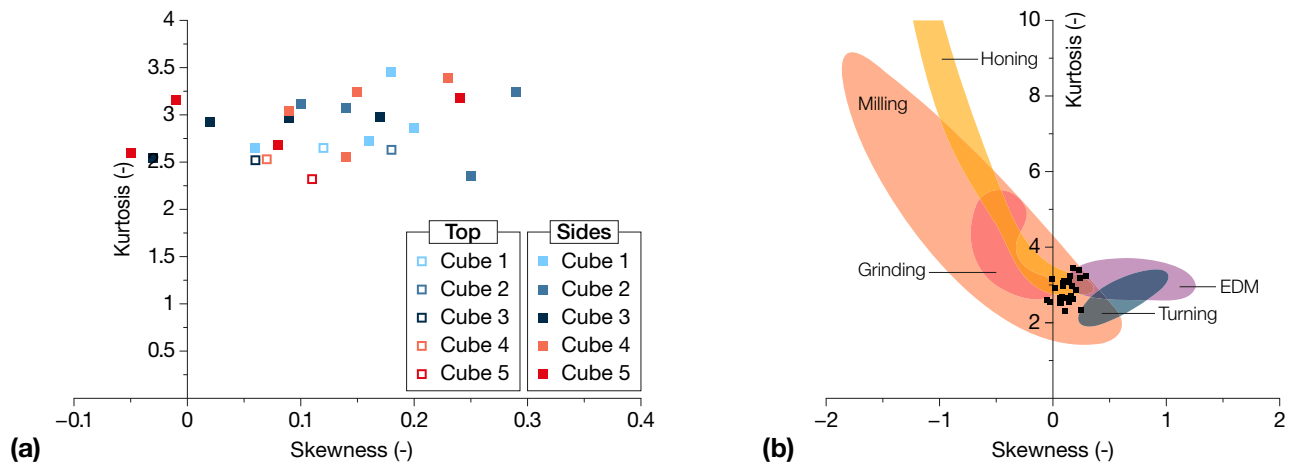 4
3.5
3
2.5
2
1.5
1
0.5
Kurtosis (-)
−0.1
0
0.1
0.2
0.3
0.4
Skewness (-)
Top
Cube 1
Cube 2
Cube 3
Cube 4
Cube 5
Sides
Cube 1
Cube 2
Cube 3
Cube 4
Cube 5
(a)
10
8
6
4
2
Kurtosis (-)
Honing
Milling
Grinding
EDM
Turning
−2
−1
0
1
2
Skewness (-)
(b)